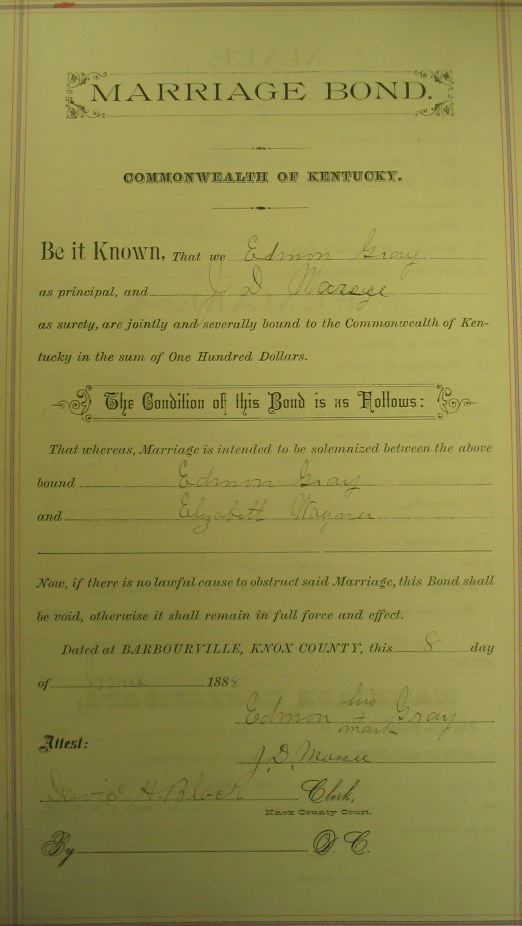 MARRIAGE BOND.
COMMONWEALTH OF KENTUCKY.
Be it Known, That we Edmon Gray
as principal, and J D
as surety, are jointly and severally bound to the Commonwealth of Ken-
tucky in the sum of One Hundred Dollars.
The Condition of this Bond is as Follows:
That whereas, Marriage is intended to be solemnized between the above
bound Edmon Gray
and Elizabeth Wagner
Now, if there is no lawful cause to obstruct said Marriage, this Bond shall
be void, otherwise it shall remain in full force and effect.
Dated at BARBOURVILLE, KNOX COUNTY, this 8 day
of June 1888
Edmon his + mark Gray
Attest:
J. D.
David H. Black Clerk,
Knox County Court.
By D. C.